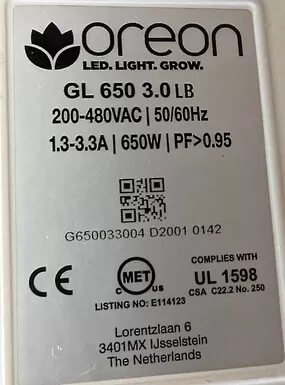 oreon
LED. LIGHT. GROW.
GL 650 3.0 LB
200-480VAC | 50/60Hz
1.3-3.3A | 650W | PF>0.95
G650033004 D2001 0142
CE
MET
C US
LISTING NO: E114123
COMPLIES WITH
UL 1598
CSA C22.2 No. 250
Lorentzlaan 6
3401MX IJsselstein
The Netherlands